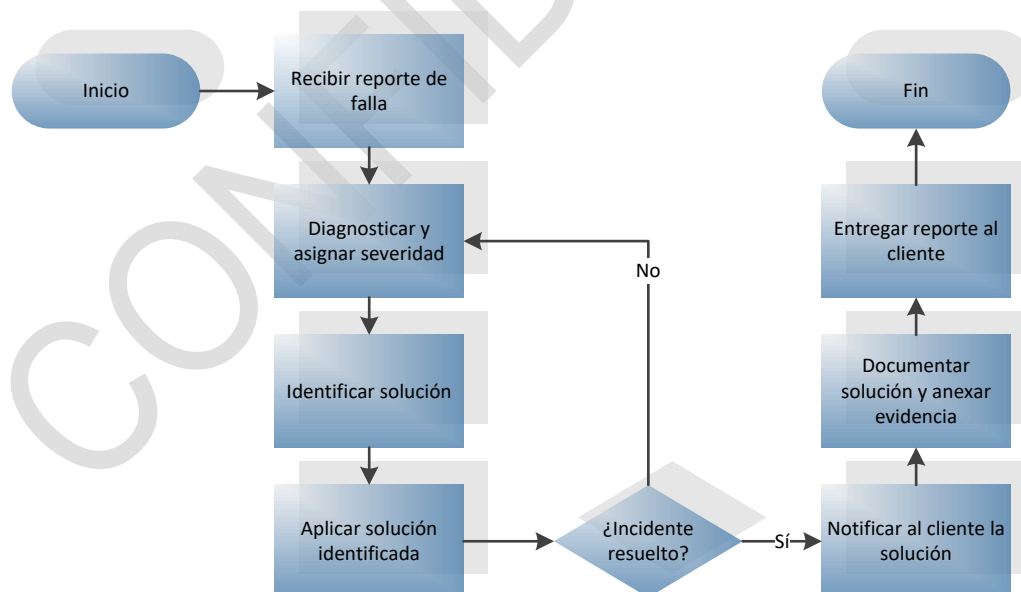 Inicio
Recibir reporte de
falla
Diagnosticar y
asignar severidad
Identificar solución
Aplicar solución
identificada
¿Incidente
resuelto?
No
Sí
Notificar al cliente la
solución
Documentar
solución y anexar
evidencia
Entregar reporte al
cliente
Fin